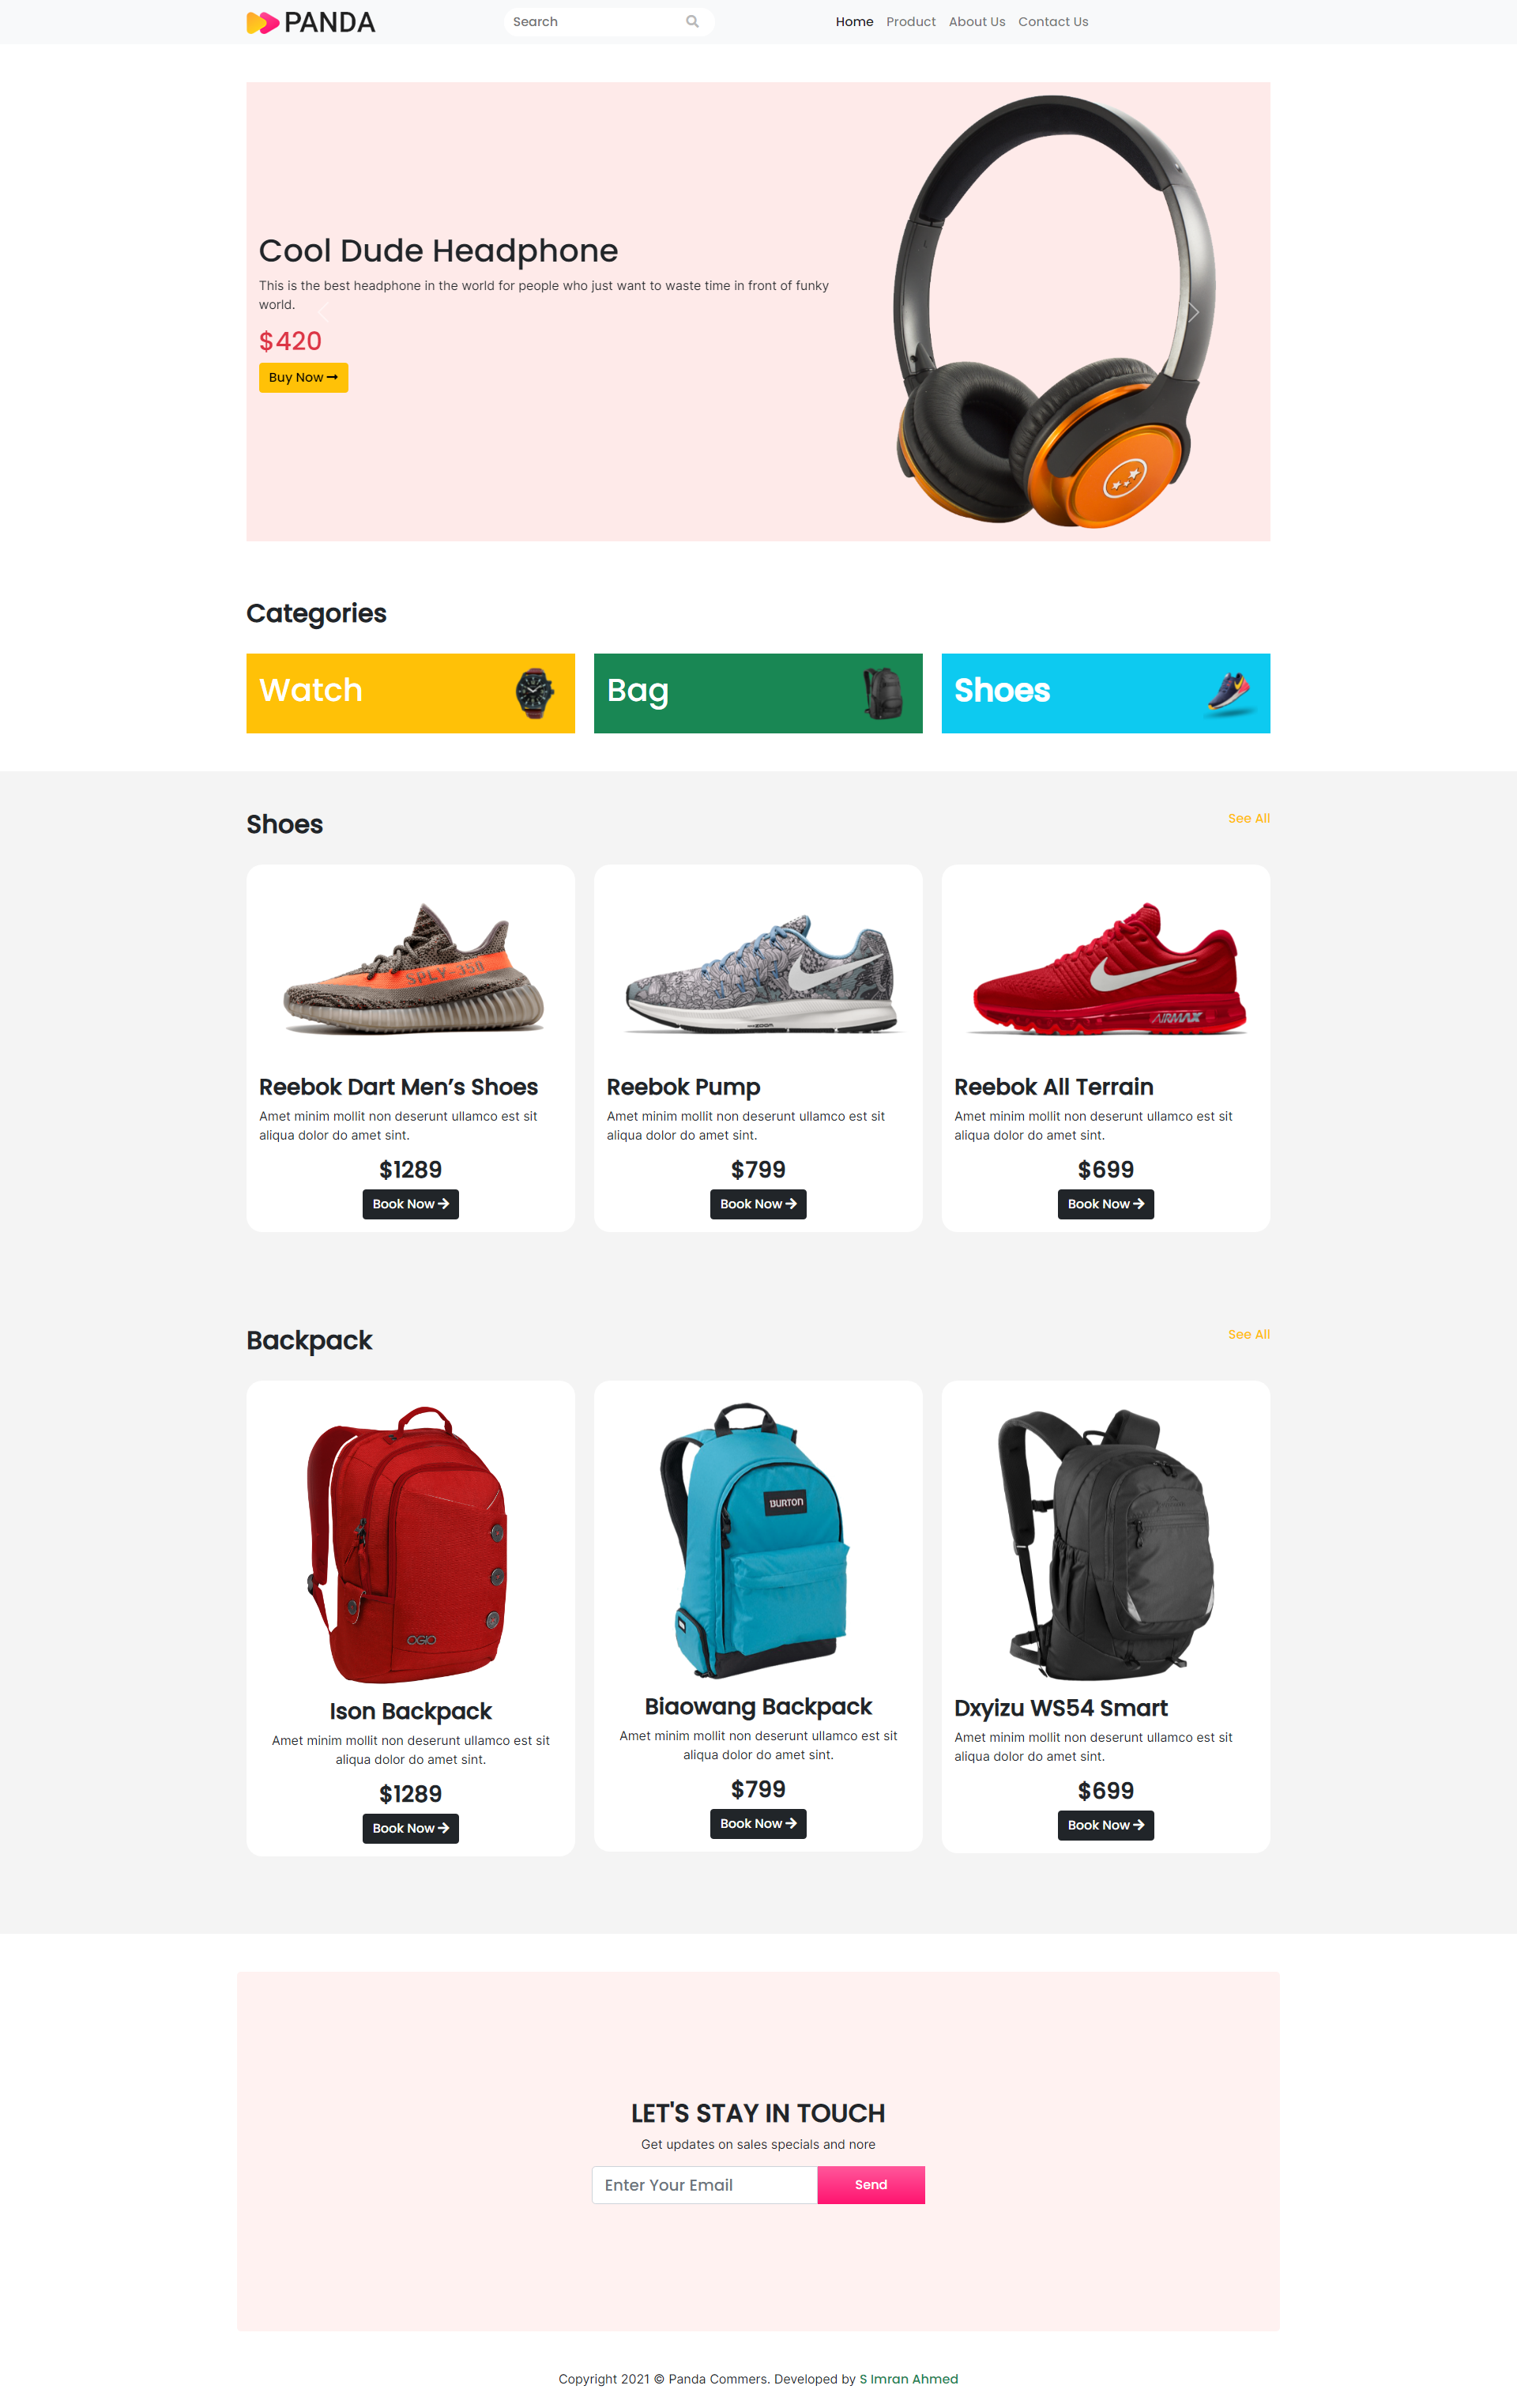 PANDA
Search
Home Product About Us Contact Us
Cool Dude Headphone
This is the best headphone in the world for people who just want to waste time in front of funky
world.
$420
Buy Now
Categories
Watch
Bag
Shoes
Shoes
See All
SPLY-350
ZOOM
AIRMAX
Reebok Dart Men’s Shoes
Amet minim mollit non deserunt ullamco est sit
aliqua dolor do amet sint.
$1289
Book Now
Reebok Pump
Amet minim mollit non deserunt ullamco est sit
aliqua dolor do amet sint.
$799
Book Now
Reebok All Terrain
Amet minim mollit non deserunt ullamco est sit
aliqua dolor do amet sint.
$699
Book Now
Backpack
See All
OGIO
BURTON
Ison Backpack
Amet minim mollit non deserunt ullamco est sit
aliqua dolor do amet sint.
$1289
Book Now
Biaowang Backpack
Amet minim mollit non deserunt ullamco est sit
aliqua dolor do amet sint.
$799
Book Now
Dxyizu WS54 Smart
Amet minim mollit non deserunt ullamco est sit
aliqua dolor do amet sint.
$699
Book Now
LET'S STAY IN TOUCH
Get updates on sales specials and nore
Enter Your Email
Send
Copyright 2021 © Panda Commers. Developed by S Imran Ahmed